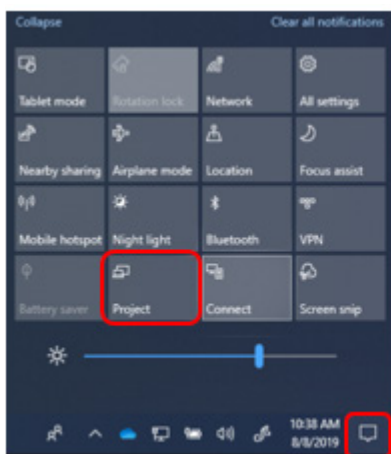 Collapse Clear all notifications
Tablet mode Rotation lock Network All settings
Nearby sharing Airplane mode Location Focus assist
Mobile hotspot Night light Bluetooth VPN
Battery saver Project Connect Screen snip
10:38 AM
8/8/2019